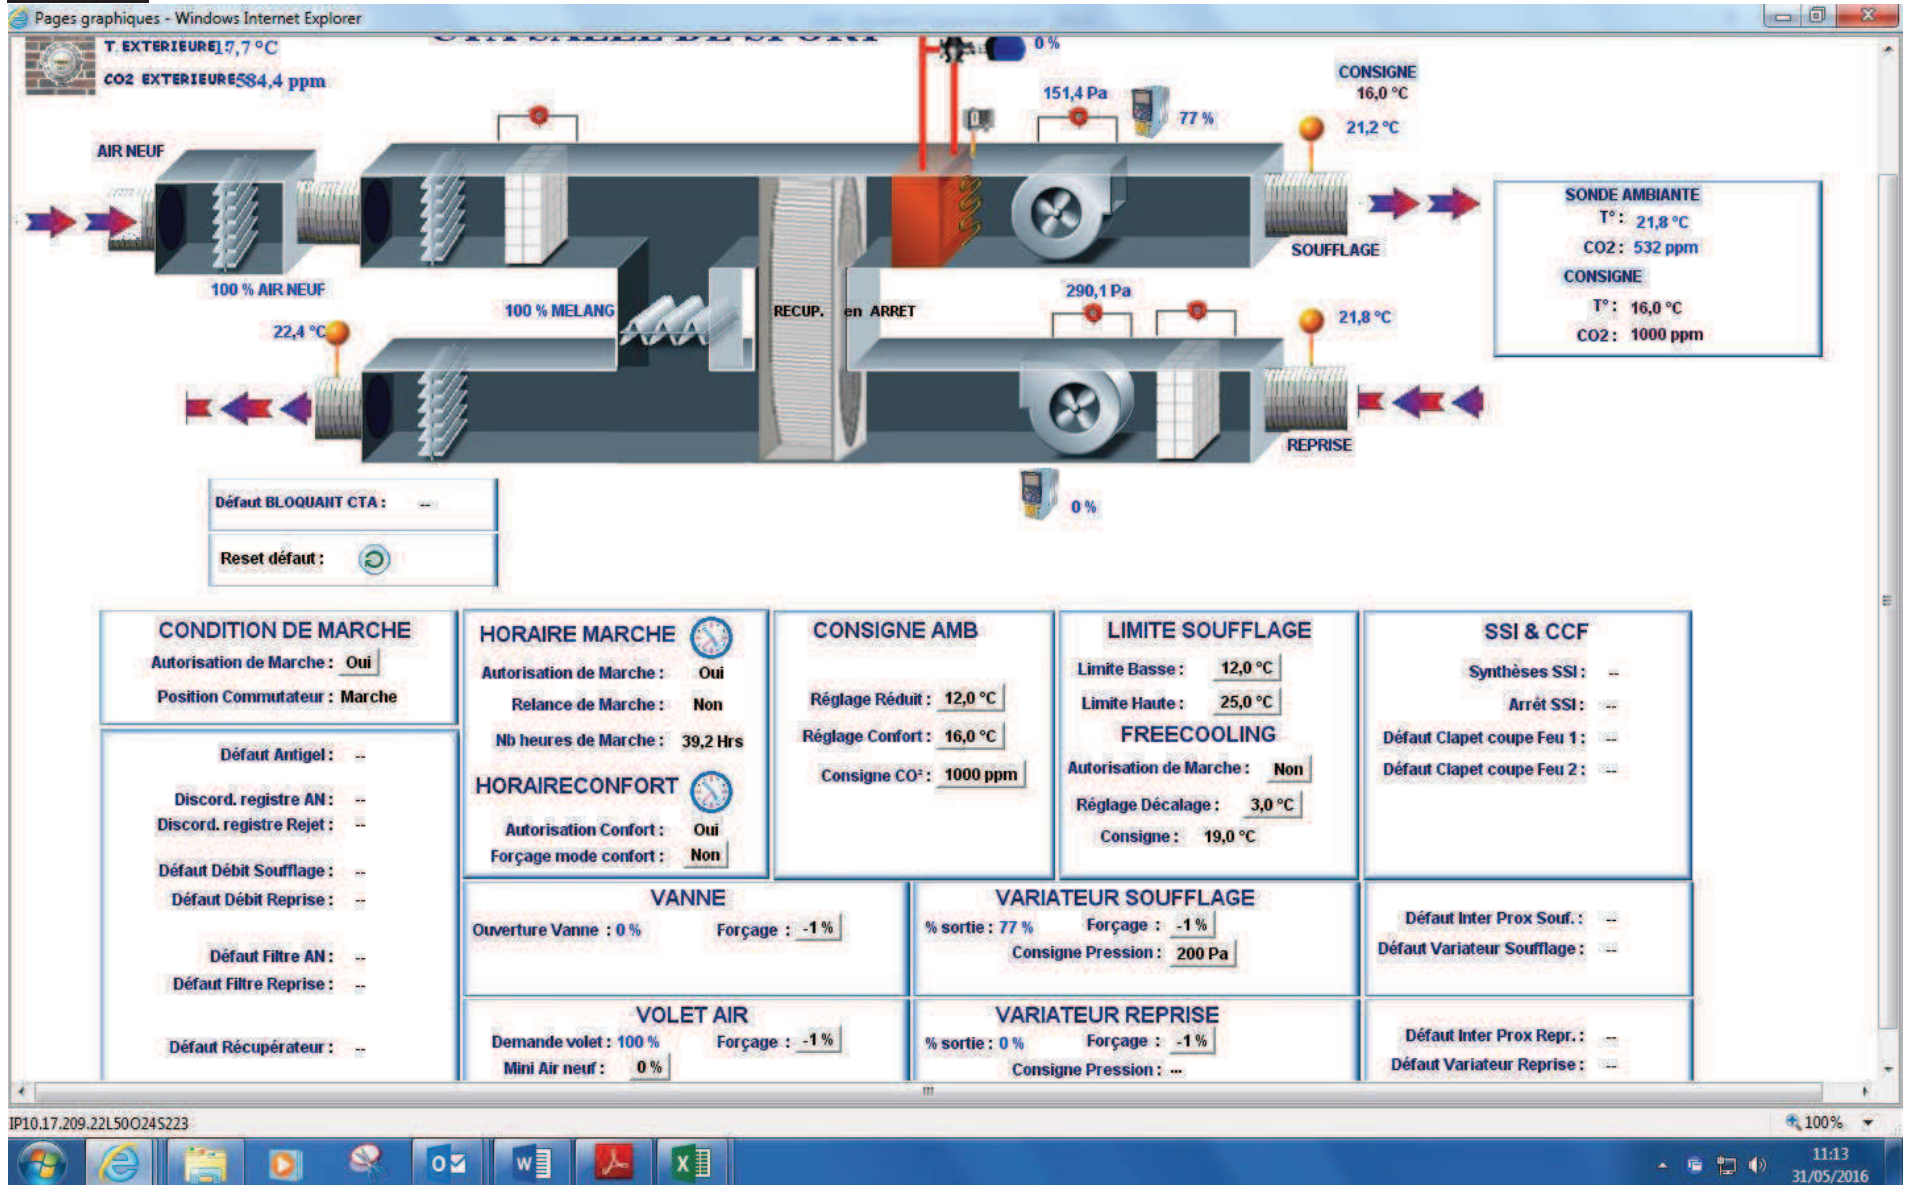 Pages graphiques - Windows Internet Explorer
T. EXTERIEURE: 17,7 °C
CO2 EXTERIEURE 584,4 ppm
CTA SALLE DE SPORT
0 %
CONSIGNE
16,0 °C
151,4 Pa
77 %
21,2 °C
AIR NEUF
SOUFFLAGE
SONDE AMBIANTE
T° : 21,8 °C
CO2 : 532 ppm
CONSIGNE
T° : 16,0 °C
CO2 : 1000 ppm
100 % AIR NEUF
100 % MELANG
RECUP. en ARRET
290,1 Pa
22,4 °C
21,8 °C
REPRISE
0 %
Défaut BLOQUANT CTA : --
Reset défaut :
CONDITION DE MARCHE
Autorisation de Marche : Oui
Position Commutateur : Marche
Défaut Antigel : --
Discord. registre AN : --
Discord. registre Rejet : --
Défaut Débit Soufflage : --
Défaut Débit Reprise : --
Défaut Filtre AN : --
Défaut Filtre Reprise : --
Défaut Récupérateur : --
HORAIRE MARCHE
Autorisation de Marche : Oui
Relance de Marche : Non
Nb heures de Marche : 39,2 Hrs
HORAIRECONFORT
Autorisation Confort : Oui
Forçage mode confort : Non
CONSIGNE AMB
Réglage Réduit : 12,0 °C
Réglage Confort : 16,0 °C
Consigne CO² : 1000 ppm
LIMITE SOUFFLAGE
Limite Basse : 12,0 °C
Limite Haute : 25,0 °C
FREECOOLING
Autorisation de Marche : Non
Réglage Décalage : 3,0 °C
Consigne : 19,0 °C
SSI & CCF
Synthèses SSI : --
Arrêt SSI : --
Défaut Clapet coupe Feu 1 : --
Défaut Clapet coupe Feu 2 : --
VANNE
Ouverture Vanne : 0 % Forçage : -1 %
VARIATEUR SOUFFLAGE
% sortie : 77 % Forçage : -1 %
Consigne Pression : 200 Pa
Défaut Inter Prox Souf. : --
Défaut Variateur Soufflage : --
VOLET AIR
Demande volet : 100 % Forçage : -1 %
Mini Air neuf : 0 %
VARIATEUR REPRISE
% sortie : 0 % Forçage : -1 %
Consigne Pression : ---
Défaut Inter Prox Repr. : --
Défaut Variateur Reprise : --
IP10.17.209.22L50O24S223
100%
11:13
31/05/2016